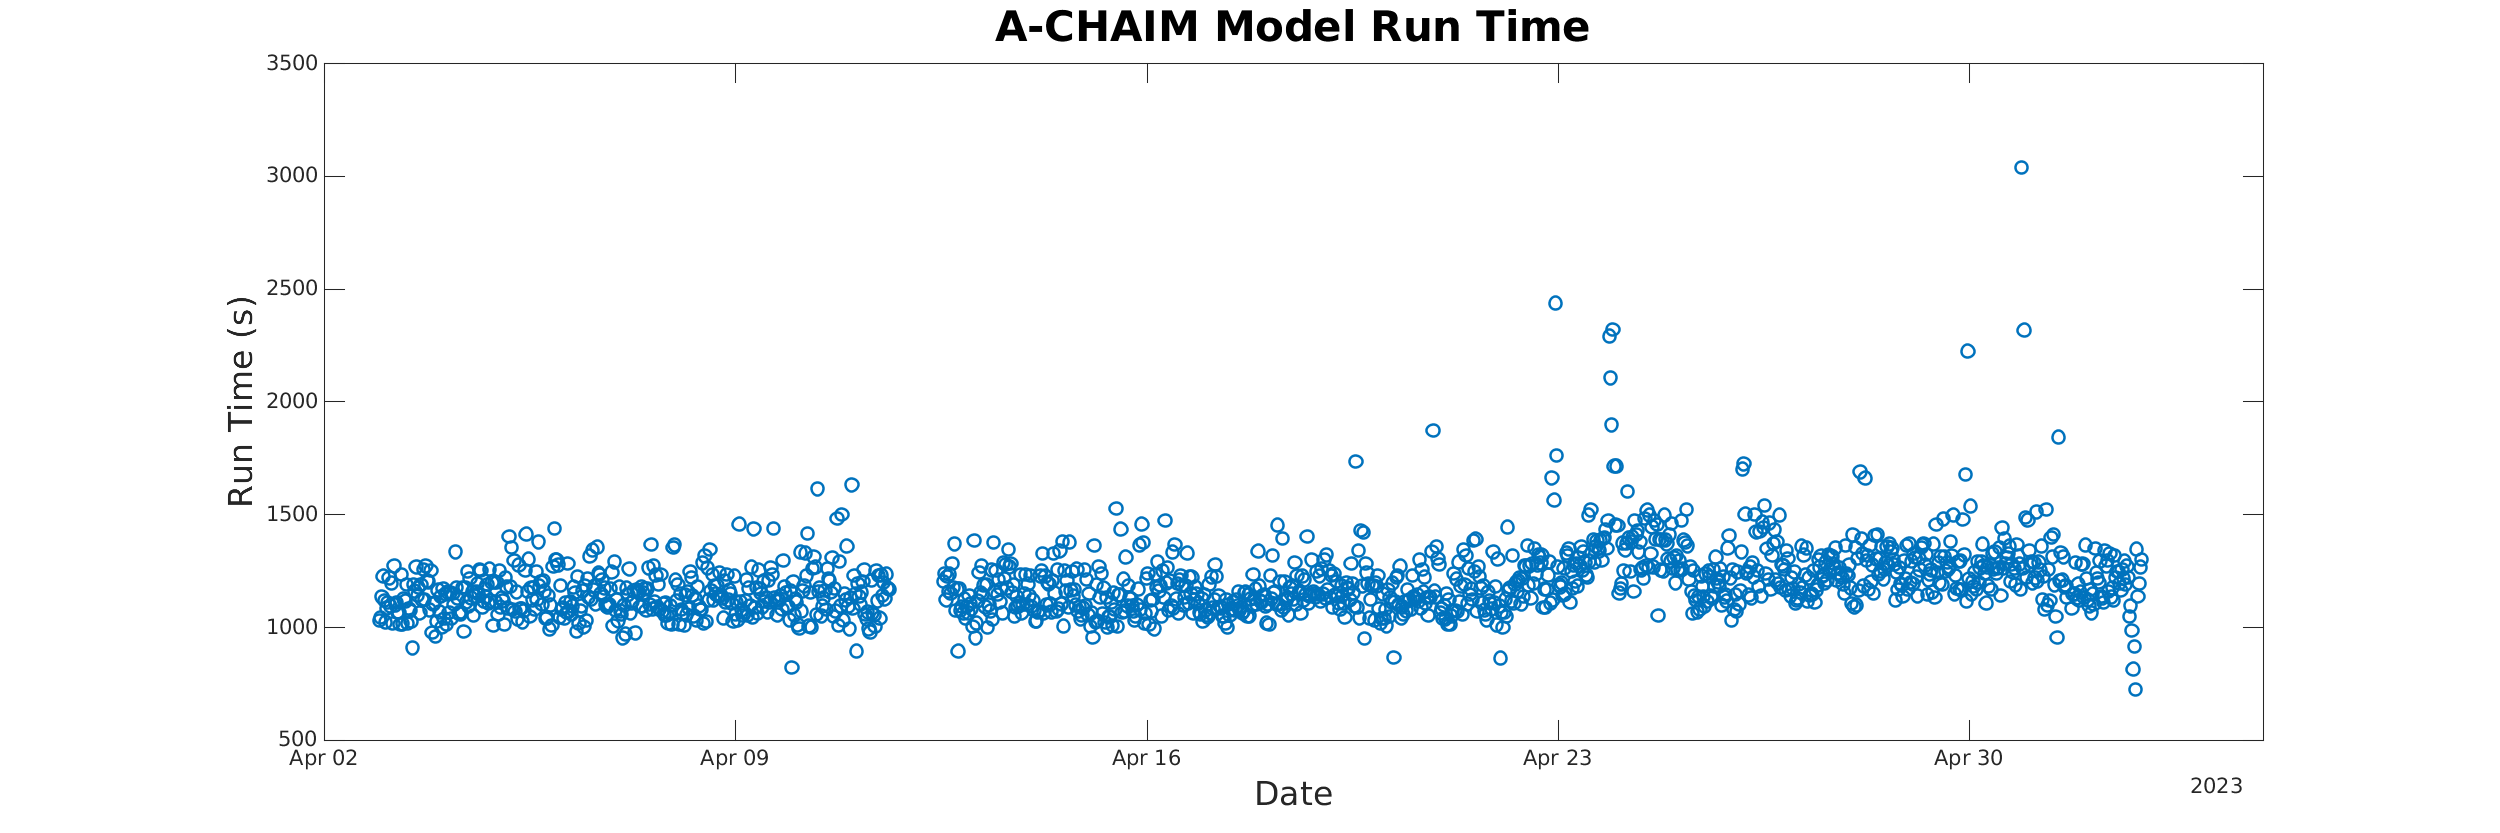 A-CHAIM Model Run Time
3500
3000
2500
2000
1500
1000
500
Run Time (s)
Apr 02
Apr 09
Apr 16
Apr 23
Apr 30
2023
Date